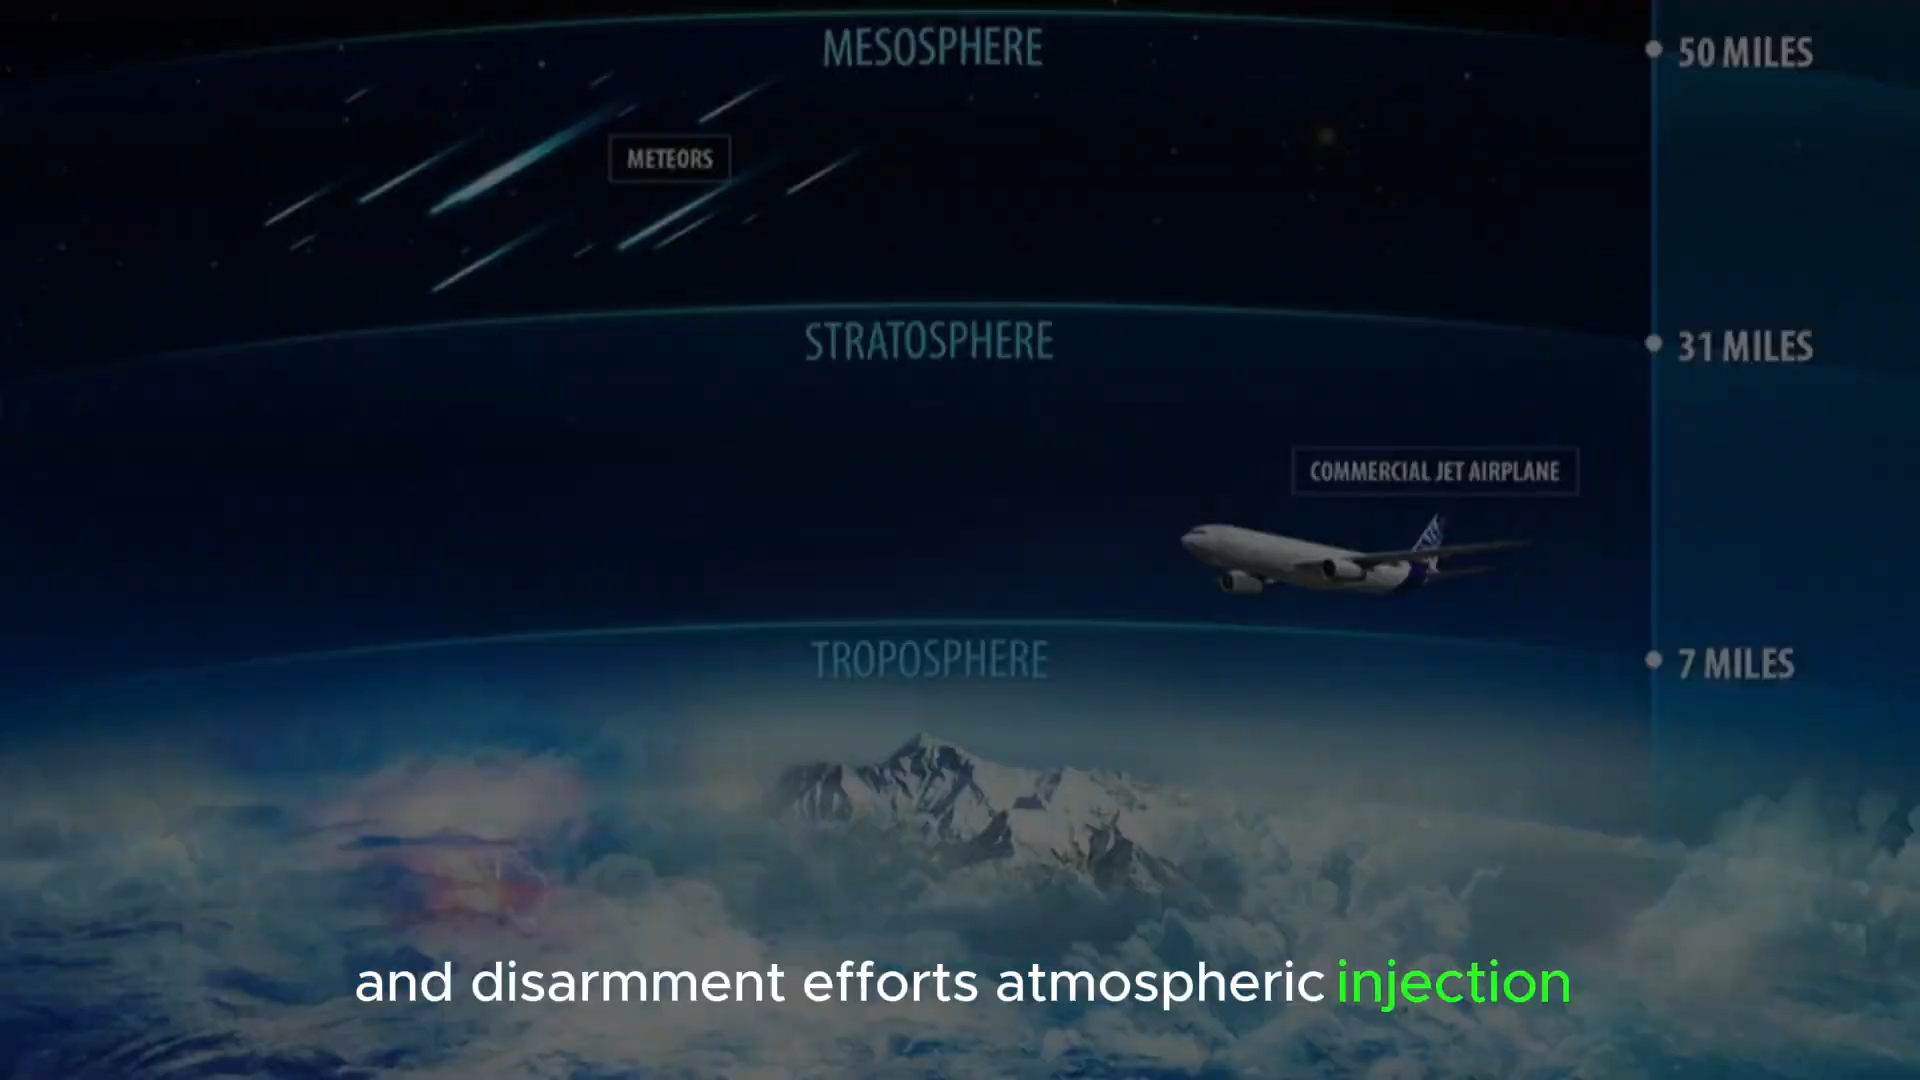 MESOSPHERE
50 MILES
METEORS
STRATOSPHERE
31 MILES
COMMERCIAL JET AIRPLANE
TROPOSPHERE
7 MILES
and disarmment efforts atmospheric injection